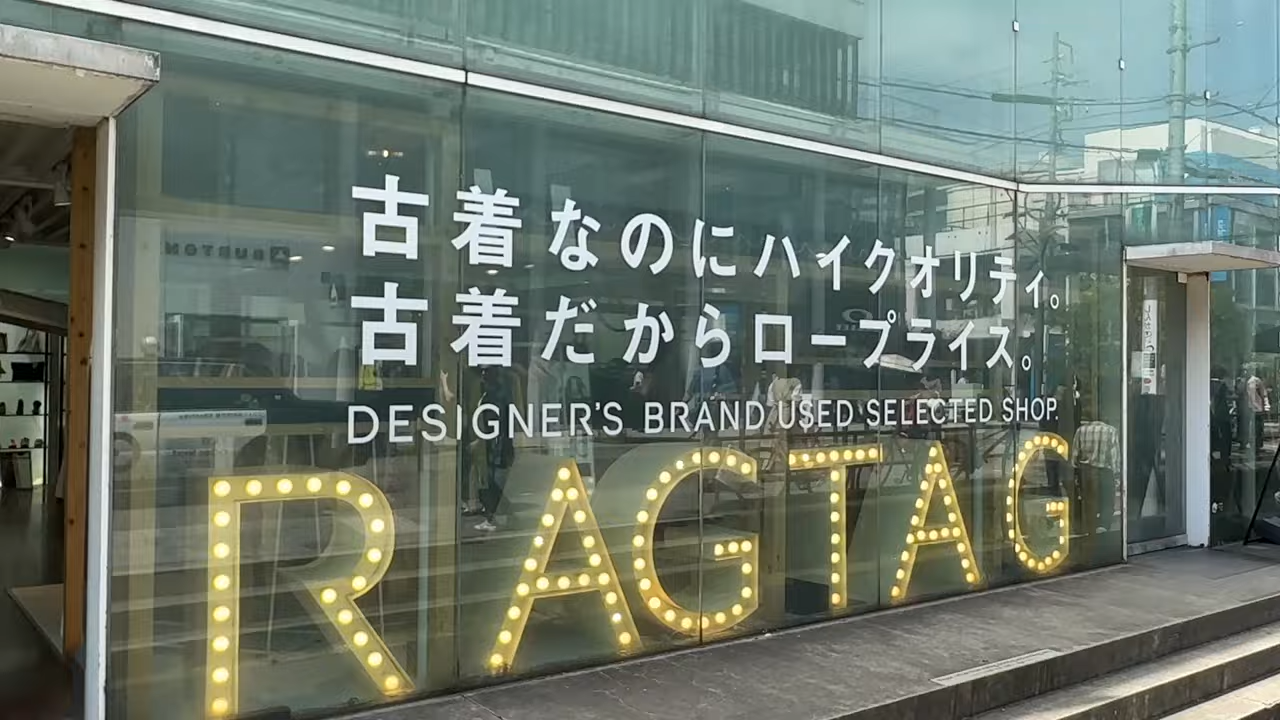 古着なのにハイクオリティ。
古着だからロープライス。
DESIGNER'S BRAND USED SELECTED SHOP.
RAGTAG
BURTON